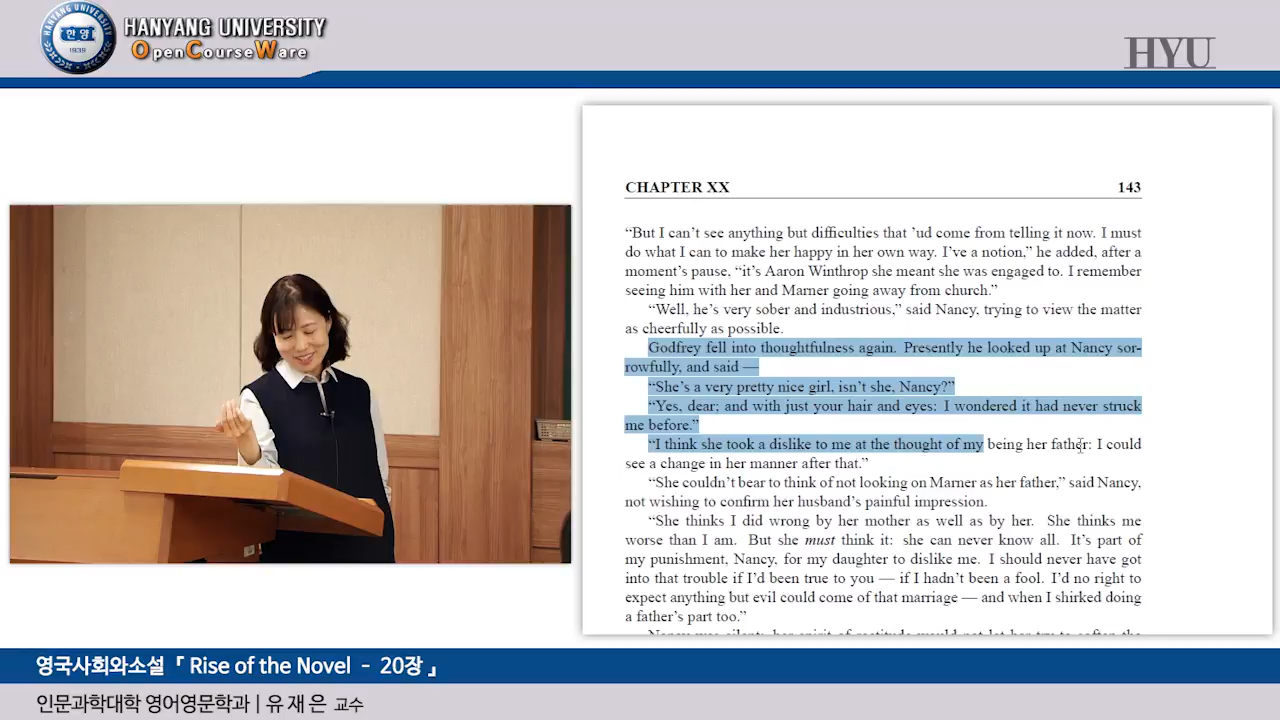 HANYANG UNIVERSITY
OpenCourseWare
HANYANG UNIVERSITY
한양
1939
HYU
CHAPTER XX 143
“But I can’t see anything but difficulties that ’ud come from telling it now. I must
do what I can to make her happy in her own way. I’ve a notion,” he added, after a
moment’s pause, “it’s Aaron Winthrop she meant she was engaged to. I remember
seeing him with her and Marner going away from church.”
“Well, he’s very sober and industrious,” said Nancy, trying to view the matter
as cheerfully as possible.
Godfrey fell into thoughtfulness again. Presently he looked up at Nancy sor-
rowfully, and said —
“She’s a very pretty nice girl, isn’t she, Nancy?”
“Yes, dear; and with just your hair and eyes: I wondered it had never struck
me before.”
“I think she took a dislike to me at the thought of my being her father: I could
see a change in her manner after that.”
“She couldn’t bear to think of not looking on Marner as her father,” said Nancy,
not wishing to confirm her husband’s painful impression.
“She thinks I did wrong by her mother as well as by her. She thinks me
worse than I am. But she must think it: she can never know all. It’s part of
my punishment, Nancy, for my daughter to dislike me. I should never have got
into that trouble if I’d been true to you — if I hadn’t been a fool. I’d no right to
expect anything but evil could come of that marriage — and when I shirked doing
a father’s part too.”
영국사회와소설 「 Rise of the Novel - 20장 」
인문과학대학 영어영문학과 | 유 재 은 교수